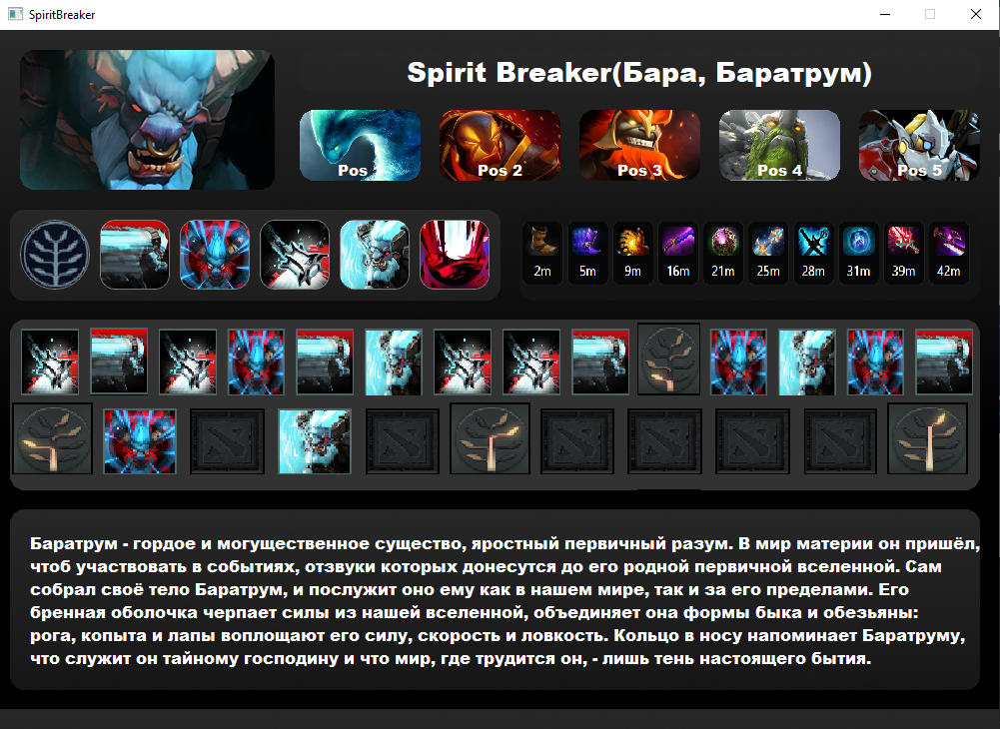 SpiritBreaker
Spirit Breaker(Бара, Баратрум)
Pos
Pos 2
Pos 3
Pos 4
Pos 5
2m
5m
9m
16m
21m
25m
28m
31m
39m
42m
Баратрум - гордое и могущественное существо, яростный первичный разум. В мир материи он пришёл,
чтоб участвовать в событиях, отзвуки которых донесутся до его родной первичной вселенной. Сам
собрал своё тело Баратрум, и послужит оно ему как в нашем мире, так и за его пределами. Его
бренная оболочка черпает силы из нашей вселенной, объединяет она формы быка и обезьяны:
рога, копыта и лапы воплощают его силу, скорость и ловкость. Кольцо в носу напоминает Баратруму,
что служит он тайному господину и что мир, где трудится он, - лишь тень настоящего бытия.